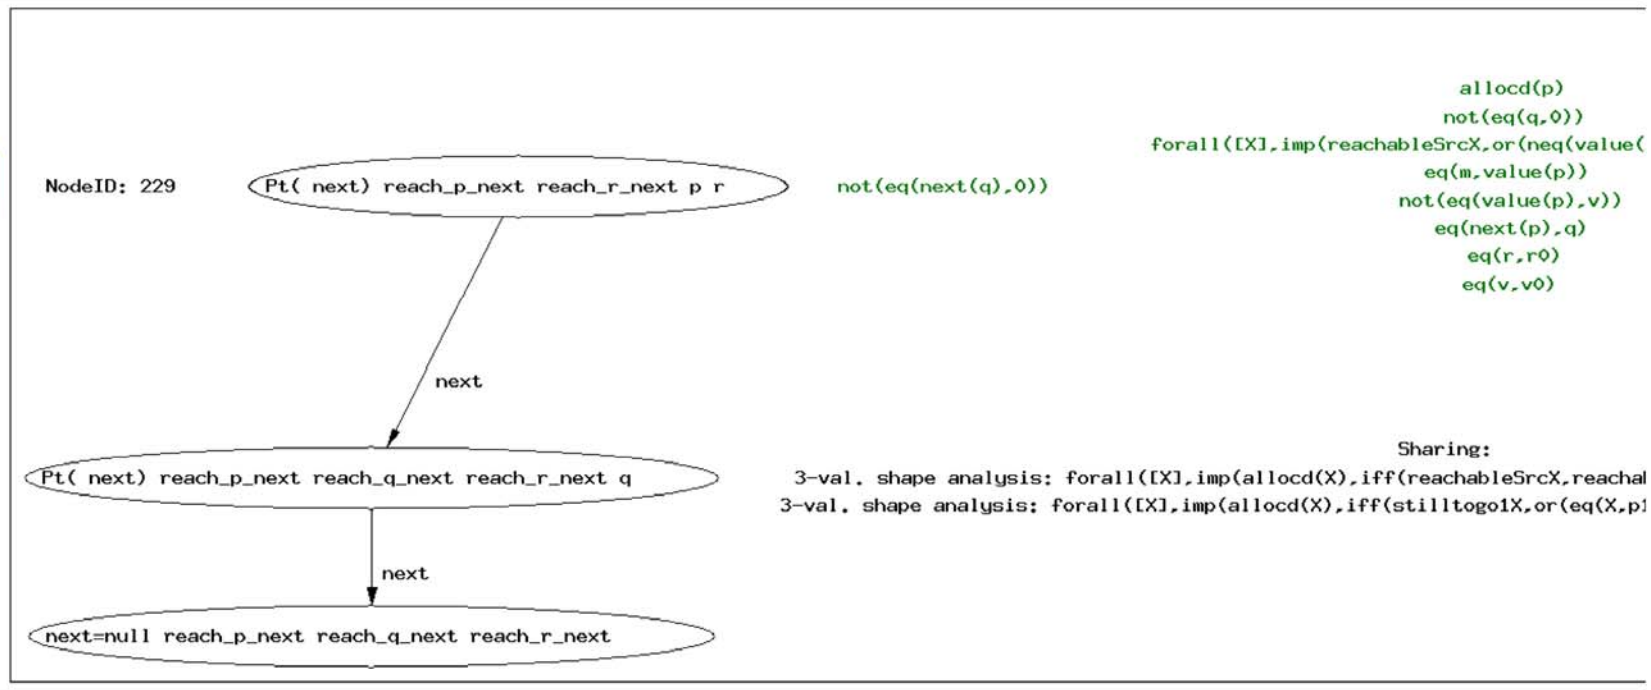 allocd(p)
not(eq(q,0))
forall([X],imp(reachableSrcX,or(neq(value(
NodeID: 229
Pt( next) reach_p_next reach_r_next p r
not(eq(next(q),0))
eq(m,value(p))
not(eq(value(p),v))
eq(next(p),q)
eq(r,r0)
eq(v,v0)
next
Sharing:
Pt( next) reach_p_next reach_q_next reach_r_next q
3-val. shape analysis: forall([X],imp(allocd(X),iff(reachableSrcX,reachal
3-val. shape analysis: forall([X],imp(allocd(X),iff(stilltogo1X,or(eq(X,p1
next
next=null reach_p_next reach_q_next reach_r_next